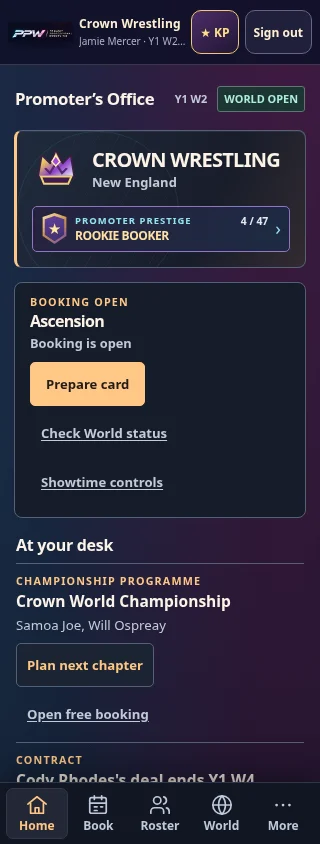 PPW
Crown Wrestling
Jamie Mercer · Y1 W2...
★ KP
Sign out
Promoter's Office
Y1 W2
WORLD OPEN
CROWN WRESTLING
New England
PROMOTER PRESTIGE
4 / 47
ROOKIE BOOKER
›
BOOKING OPEN
Ascension
Booking is open
Prepare card
Check World status
Showtime controls
At your desk
CHAMPIONSHIP PROGRAMME
Crown World Championship
Samoa Joe, Will Ospreay
Plan next chapter
Open free booking
CONTRACT
Cody Rhodes's deal ends Y1 W4
Home
Book
Roster
World
More